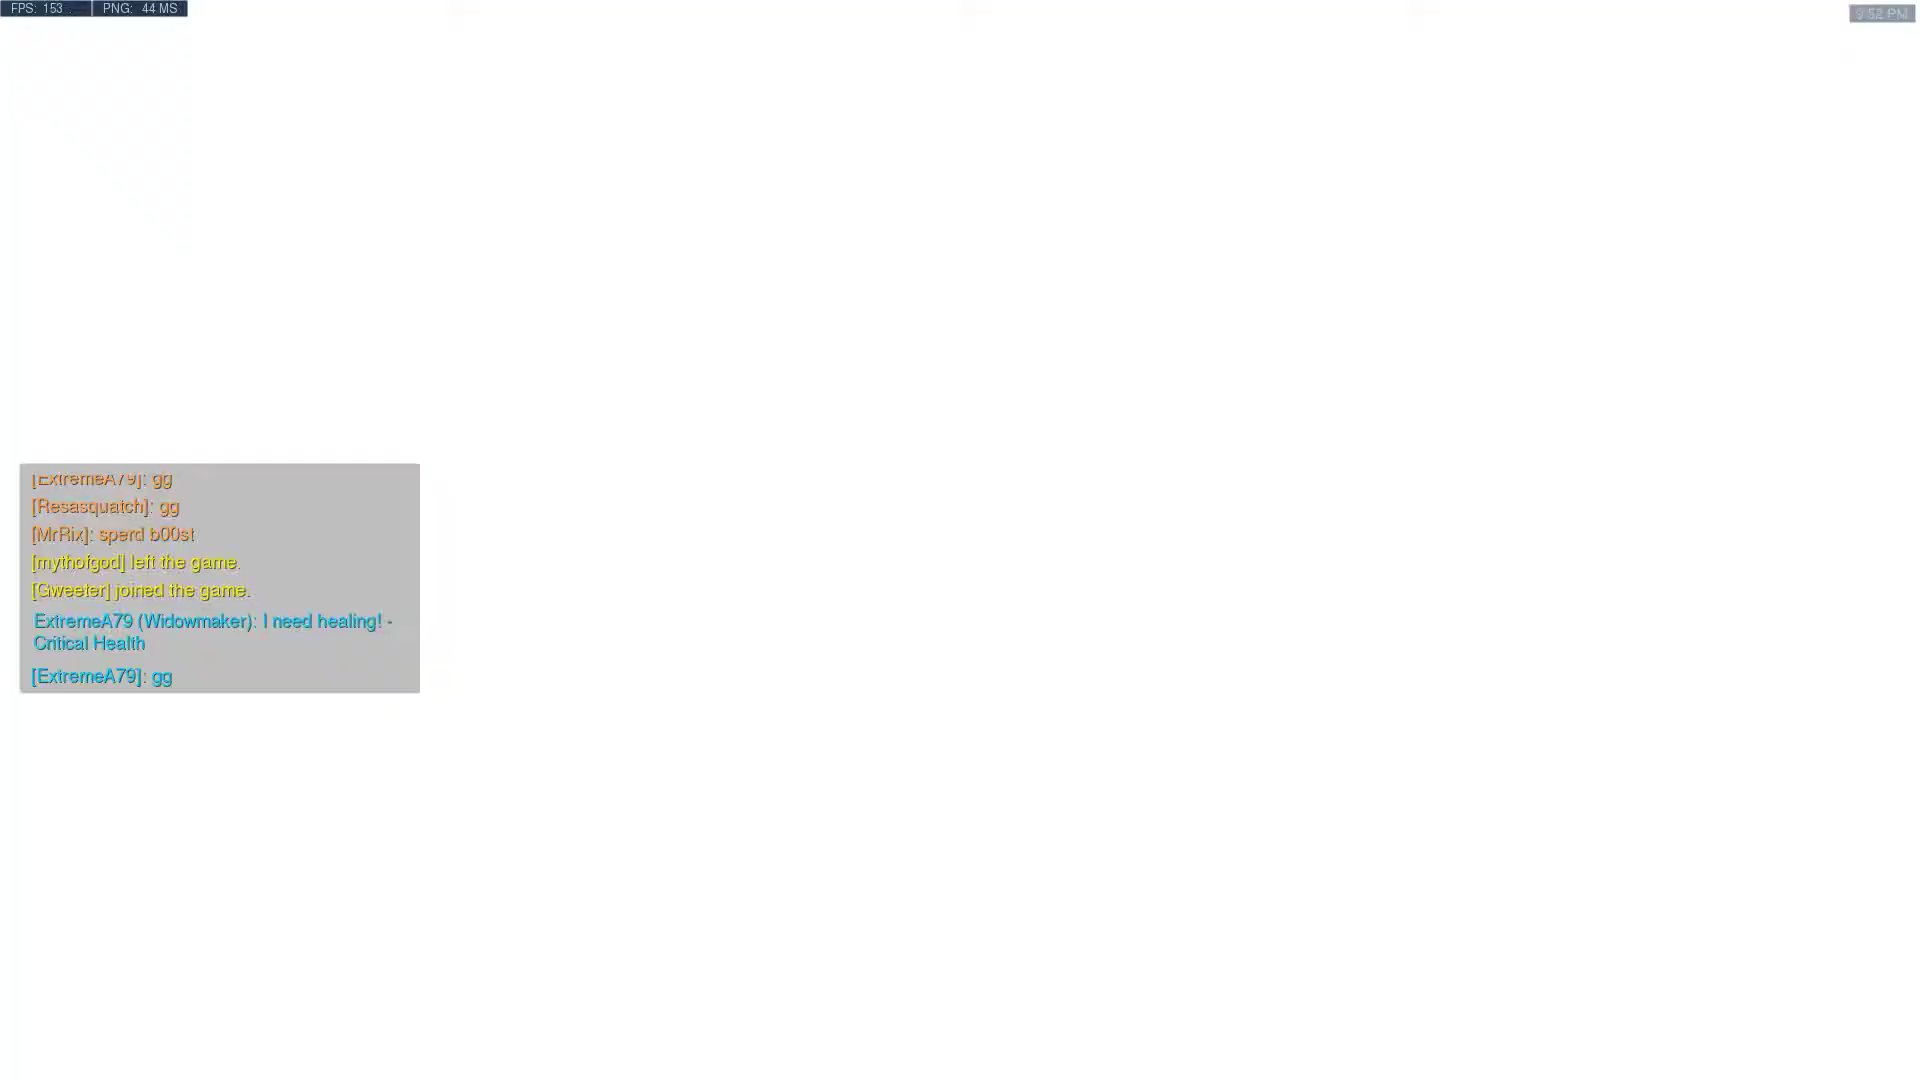 FPS: 153 PNG: 44 MS
9:52 PM
[ExtremeA79]: gg
[Resasquatch]: gg
[MrRix]: sperd b00st
[mythofgod] left the game.
[Gweeter] joined the game.
ExtremeA79 (Widowmaker): I need healing! -
Critical Health
[ExtremeA79]: gg